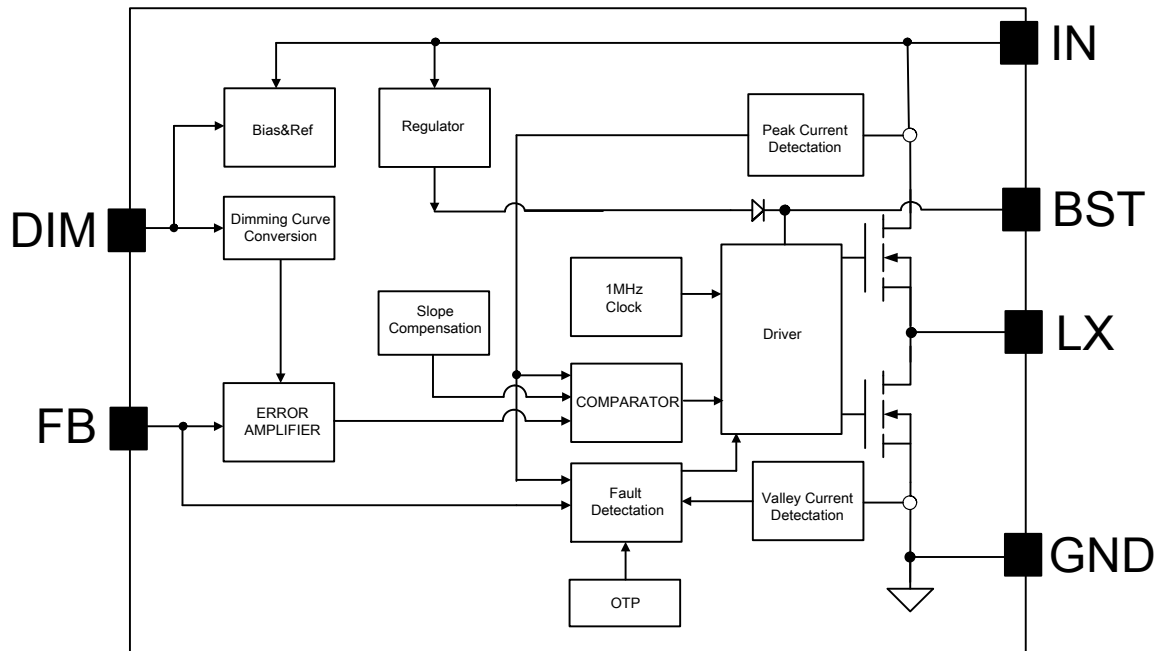 IN
Bias&Ref
Regulator
Peak Current
Detectation
DIM
Dimming Curve
Conversion
BST
1MHz
Clock
Slope
Compensation
Driver
LX
FB
ERROR
AMPLIFIER
COMPARATOR
Fault
Detectation
Valley Current
Detectation
GND
OTP